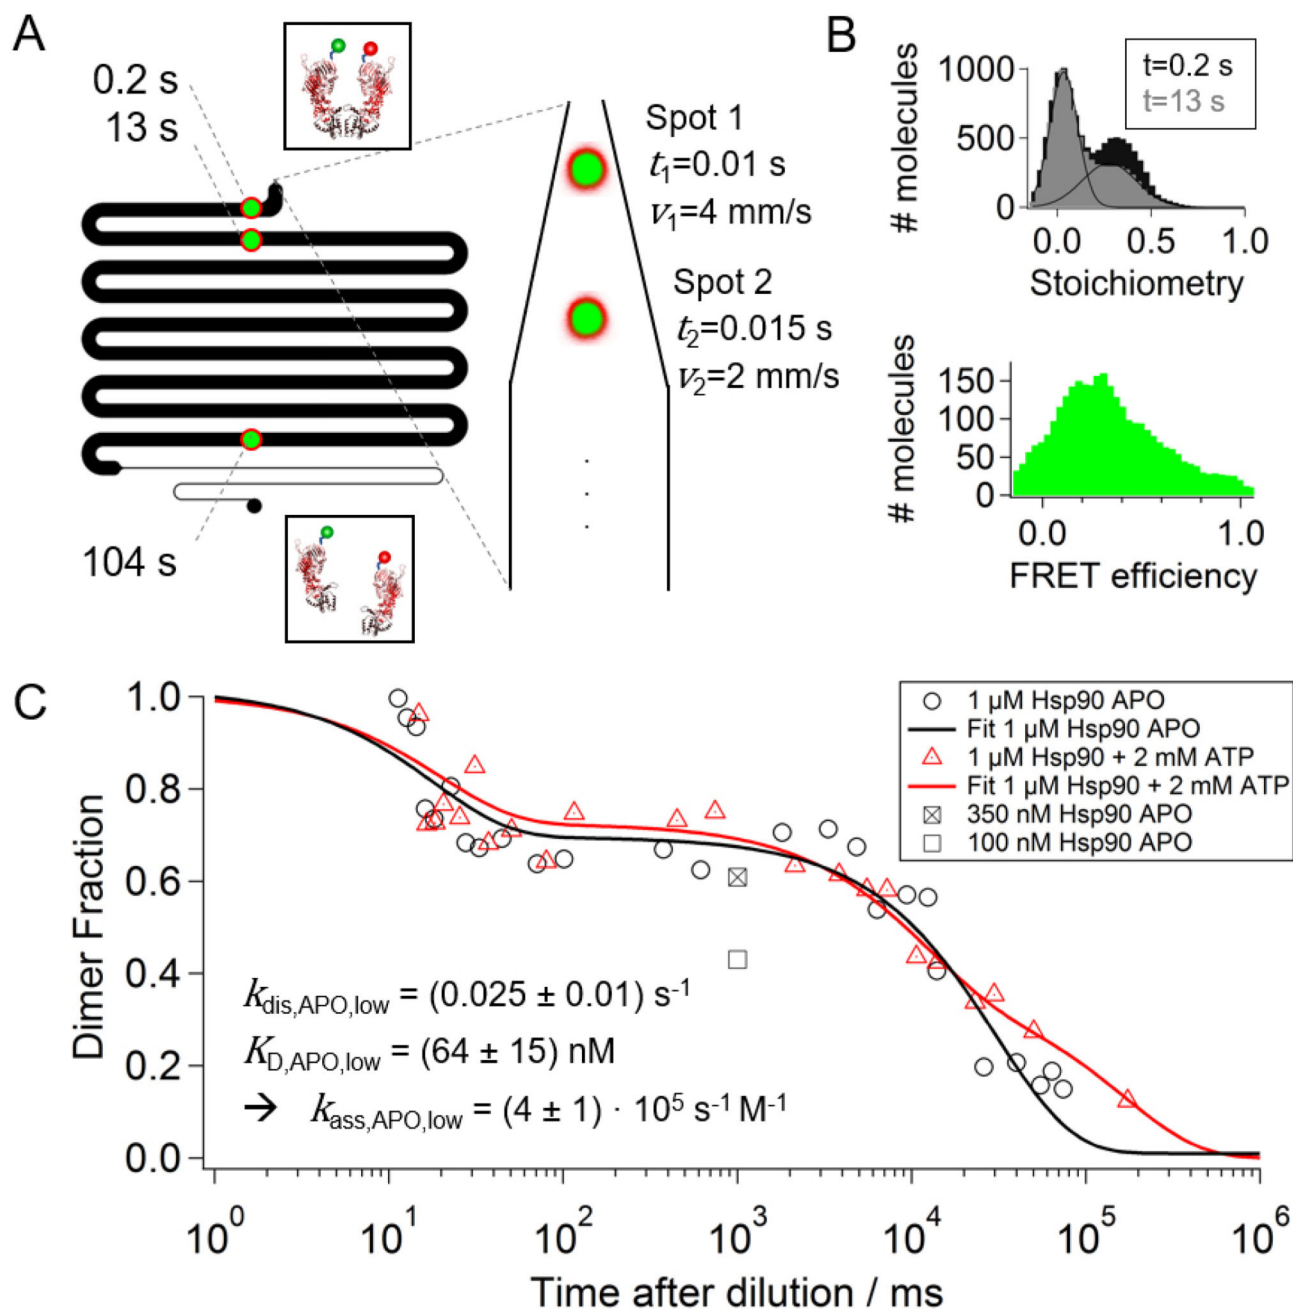 A
0.2 s
13 s
104 s
Spot 1
t₁=0.01 s
v₁=4 mm/s
Spot 2
t₂=0.015 s
v₂=2 mm/s
B
# molecules
1000
500
0
t=0.2 s
t=13 s
0.0 0.5 1.0
Stoichiometry
# molecules
150
100
50
0
0.0 1.0
FRET efficiency
C
Dimer Fraction
1.0
0.8
0.6
0.4
0.2
0.0
1 µM Hsp90 APO
Fit 1 µM Hsp90 APO
1 µM Hsp90 + 2 mM ATP
Fit 1 µM Hsp90 + 2 mM ATP
350 nM Hsp90 APO
100 nM Hsp90 APO
k_dis,APO,low = (0.025 ± 0.01) s⁻¹
K_D,APO,low = (64 ± 15) nM
→ k_ass,APO,low = (4 ± 1) · 10⁵ s⁻¹ M⁻¹
10⁰ 10¹ 10² 10³ 10⁴ 10⁵ 10⁶
Time after dilution / ms